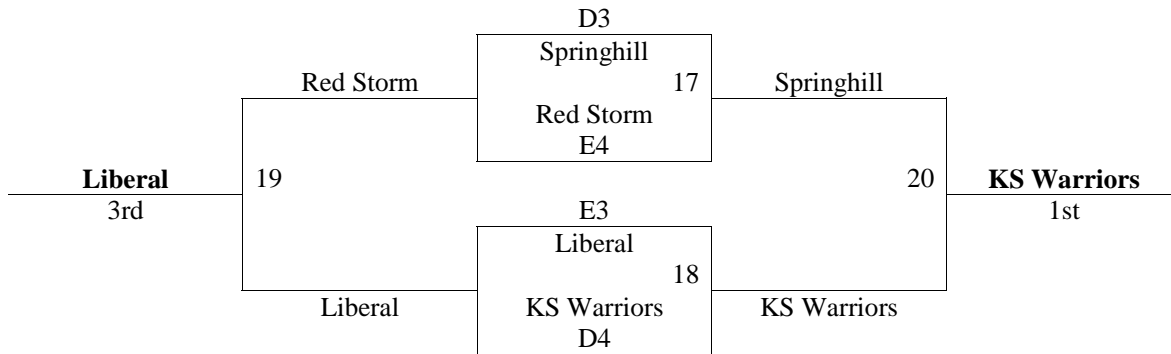 D3
Springhill
Red Storm
17
Springhill
Red Storm
E4
Liberal
19
20
KS Warriors
3rd
E3
1st
Liberal
18
Liberal
KS Warriors
KS Warriors
D4